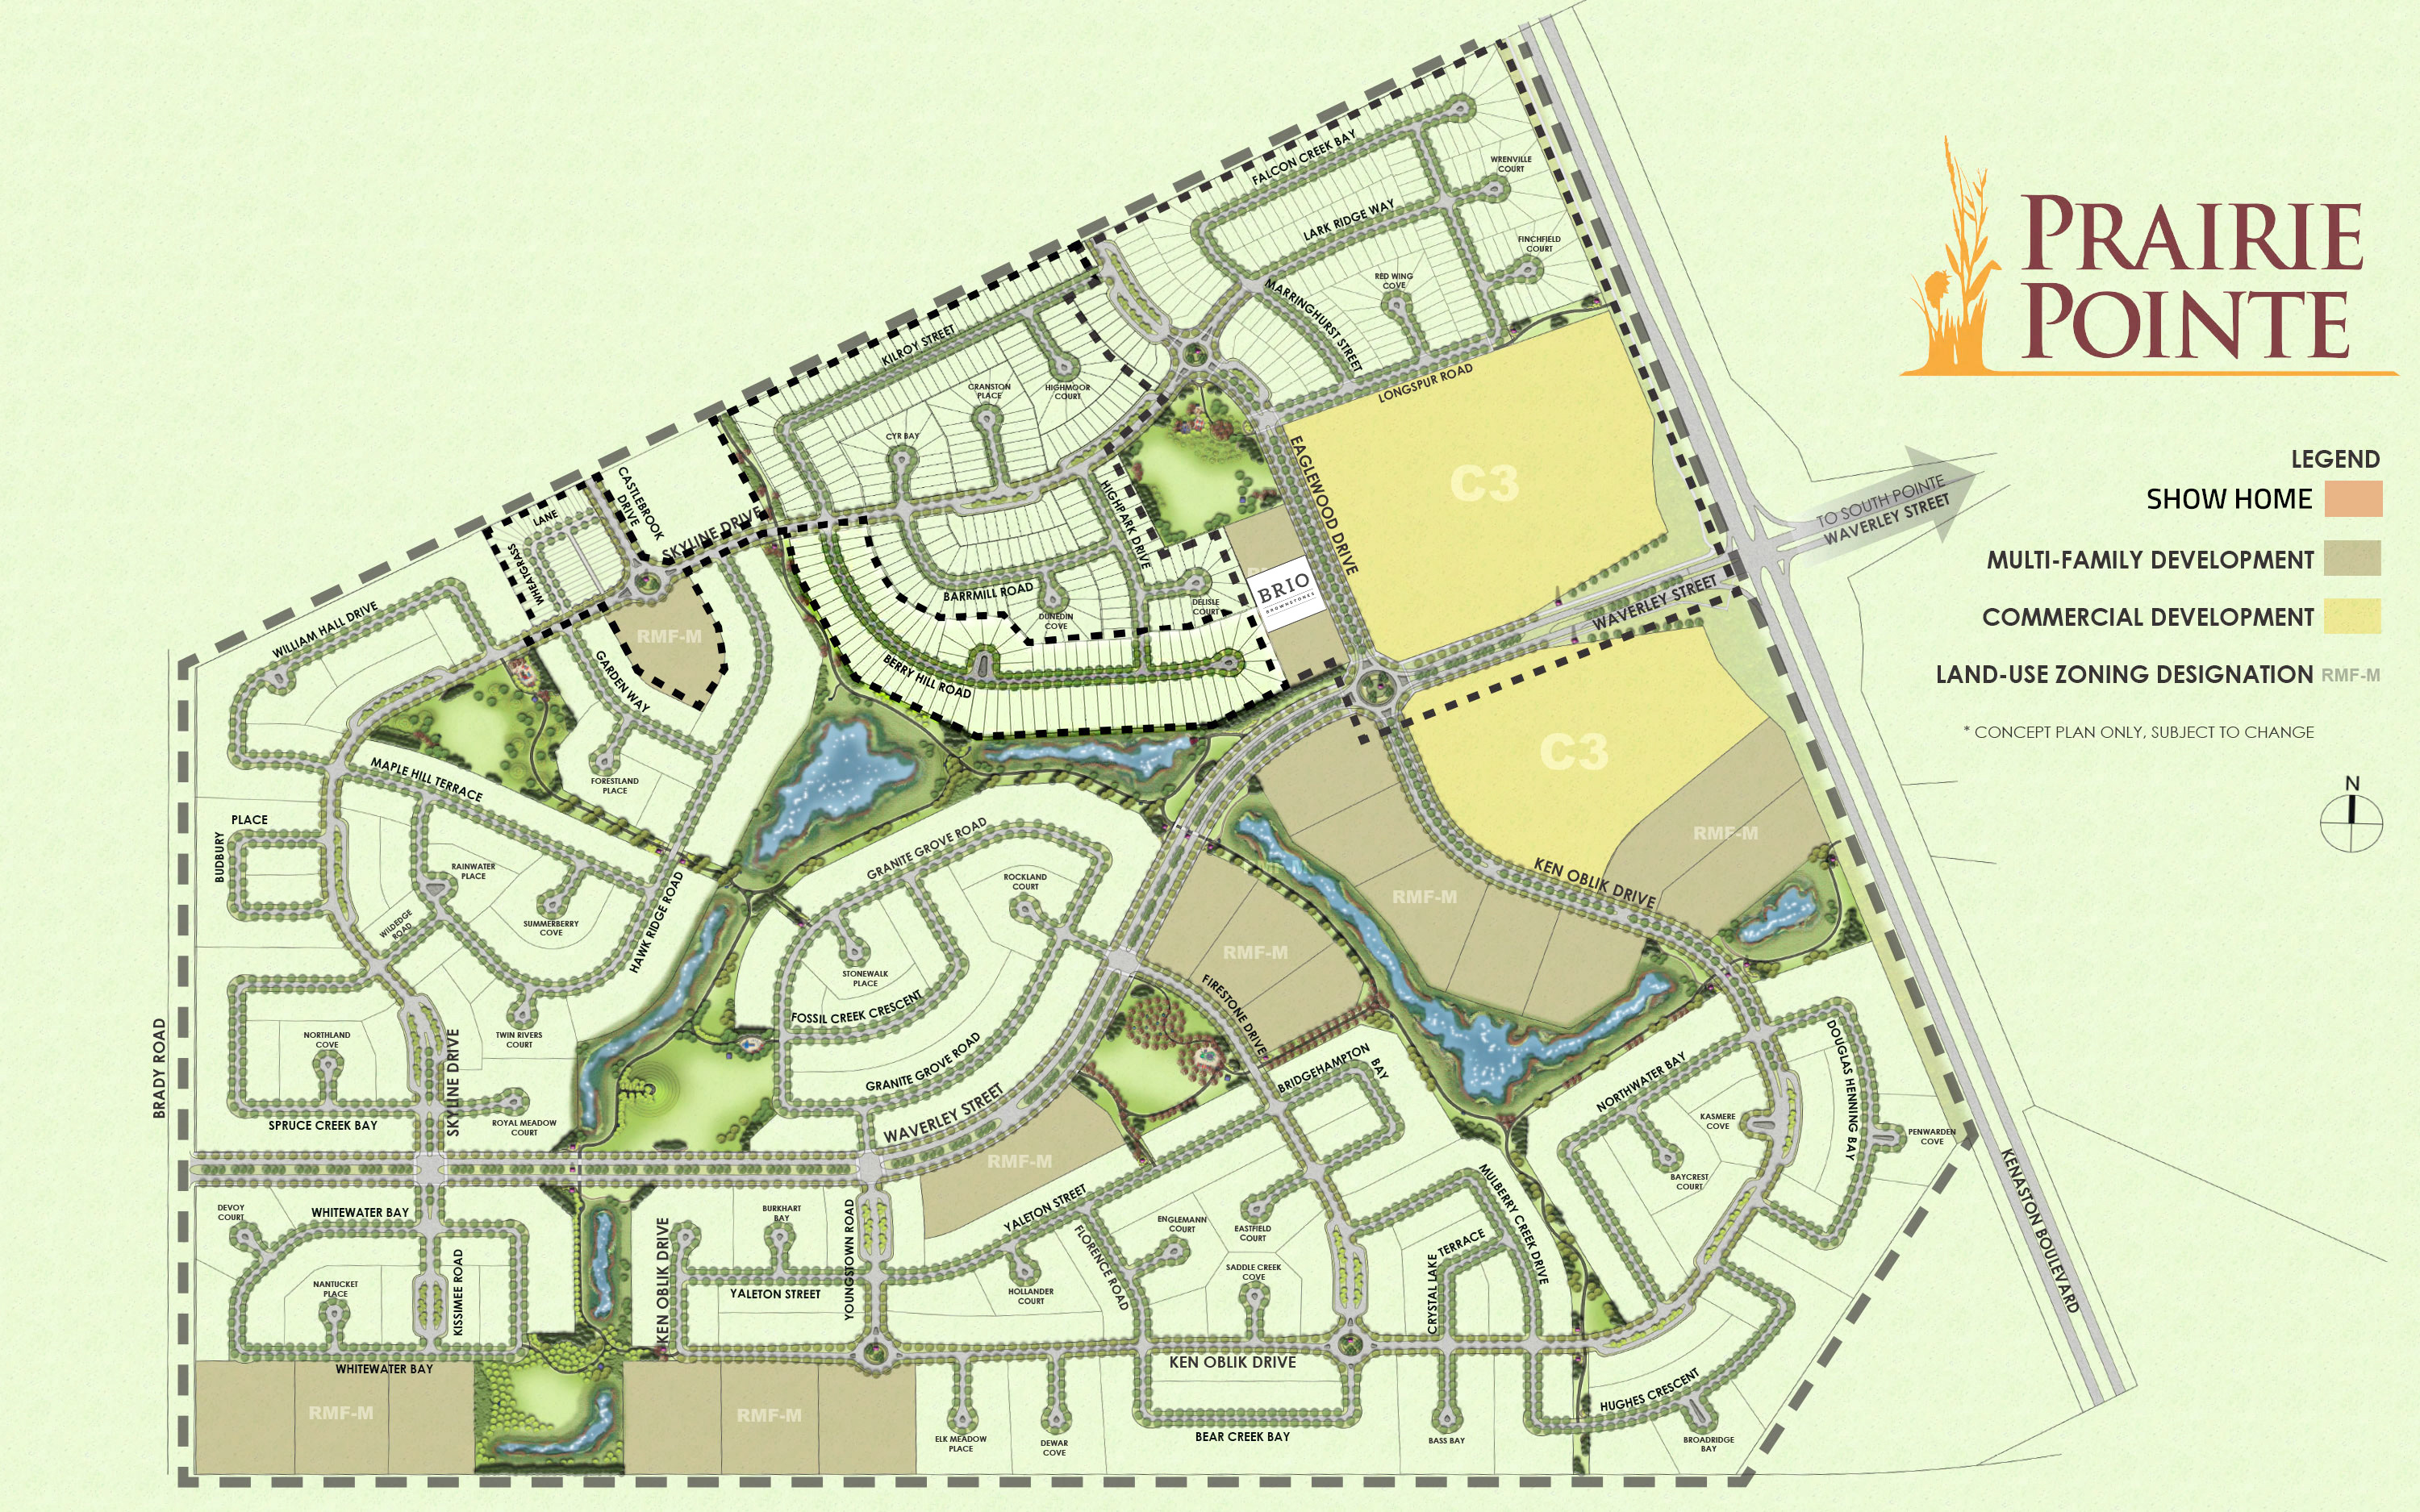 PRAIRIE
POINTE
LEGEND
SHOW HOME
MULTI-FAMILY DEVELOPMENT
COMMERCIAL DEVELOPMENT
LAND-USE ZONING DESIGNATION RMF-M
* CONCEPT PLAN ONLY, SUBJECT TO CHANGE
N
TO SOUTH POINTE
WAVERLEY STREET
FALCON CREEK BAY
WRENVILLE
COURT
LARK RIDGE WAY
FINCHFIELD
COURT
RED WING
COVE
MARRINGHURST STREET
LONGSPUR ROAD
KILROY STREET
CRANSTON
PLACE
HIGHMOOR
COURT
CYR BAY
C3
EAGLEWOOD DRIVE
HIGHPARK DRIVE
CASTLEBROOK
DRIVE
SKYLINE DRIVE
LANE
WHEATGRASS
BARRMILL ROAD
DUNEDIN
COVE
DELISLE
COURT
BRIO
BROWNSTONES
WAVERLEY STREET
WILLIAM HALL DRIVE
RMF-M
GARDEN WAY
BERRY HILL ROAD
FORESTLAND
PLACE
MAPLE HILL TERRACE
C3
PLACE
BUDBURY
RAINWATER
PLACE
WILDEDGE
ROAD
SUMMERBERRY
COVE
HAWK RIDGE ROAD
GRANITE GROVE ROAD
ROCKLAND
COURT
RMF-M
KEN OBLIK DRIVE
RMF-M
RMF-M
STONEWALK
PLACE
FOSSIL CREEK CRESCENT
FIRESTONE DRIVE
NORTHLAND
COVE
TWIN RIVERS
COURT
SKYLINE DRIVE
BRADY ROAD
GRANITE GROVE ROAD
BRIDGEHAMPTON
BAY
NORTHWATER BAY
DOUGLAS HENNING BAY
SPRUCE CREEK BAY
ROYAL MEADOW
COURT
WAVERLEY STREET
KASMERE
COVE
PENWARDEN
COVE
RMF-M
BAYCREST
COURT
KENASTON BOULEVARD
DEVOY
COURT
WHITEWATER BAY
BURKHART
BAY
YALETON STREET
ENGLEMANN
COURT
EASTFIELD
COURT
MULBERRY CREEK DRIVE
FLORENCE ROAD
KEN OBLIK DRIVE
YOUNGSTOWN ROAD
NANTUCKET
PLACE
KISSIMEE ROAD
YALETON STREET
HOLLANDER
COURT
SADDLE CREEK
COVE
TERRACE
CRYSTAL LAKE
WHITEWATER BAY
KEN OBLIK DRIVE
RMF-M
RMF-M
HUGHES CRESCENT
ELK MEADOW
PLACE
DEWAR
COVE
BEAR CREEK BAY
BASS BAY
BROADRIDGE
BAY